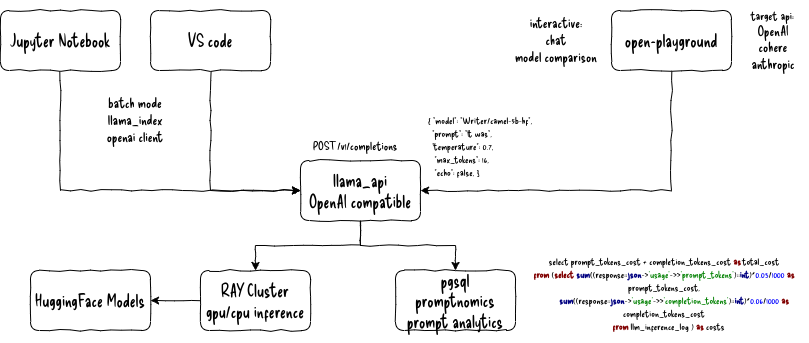 Jupyter Notebook
VS code
interactive:
chat
model comparison
open-playground
target api:
OpenAI
cohere
anthropic
batch mode
llama_index
openai client
POST /v1/completions
{ "model": "Writer/camel-5b-hf",
"prompt": "It was",
"temperature": 0.7,
"max_tokens": 16,
"echo": false, }
llama_api
OpenAI compatible
HuggingFace Models
RAY Cluster
gpu/cpu inference
pgsql
promptnomics
prompt analytics
select prompt_tokens_cost + completion_tokens_cost as total_cost
from (select sum((response::json->'usage'->>'prompt_tokens')::int)*0.03/1000 as
prompt_tokens_cost,
sum((response::json->'usage'->>'completion_tokens')::int)*0.06/1000 as
completion_tokens_cost
from llm_inference_log ) as costs